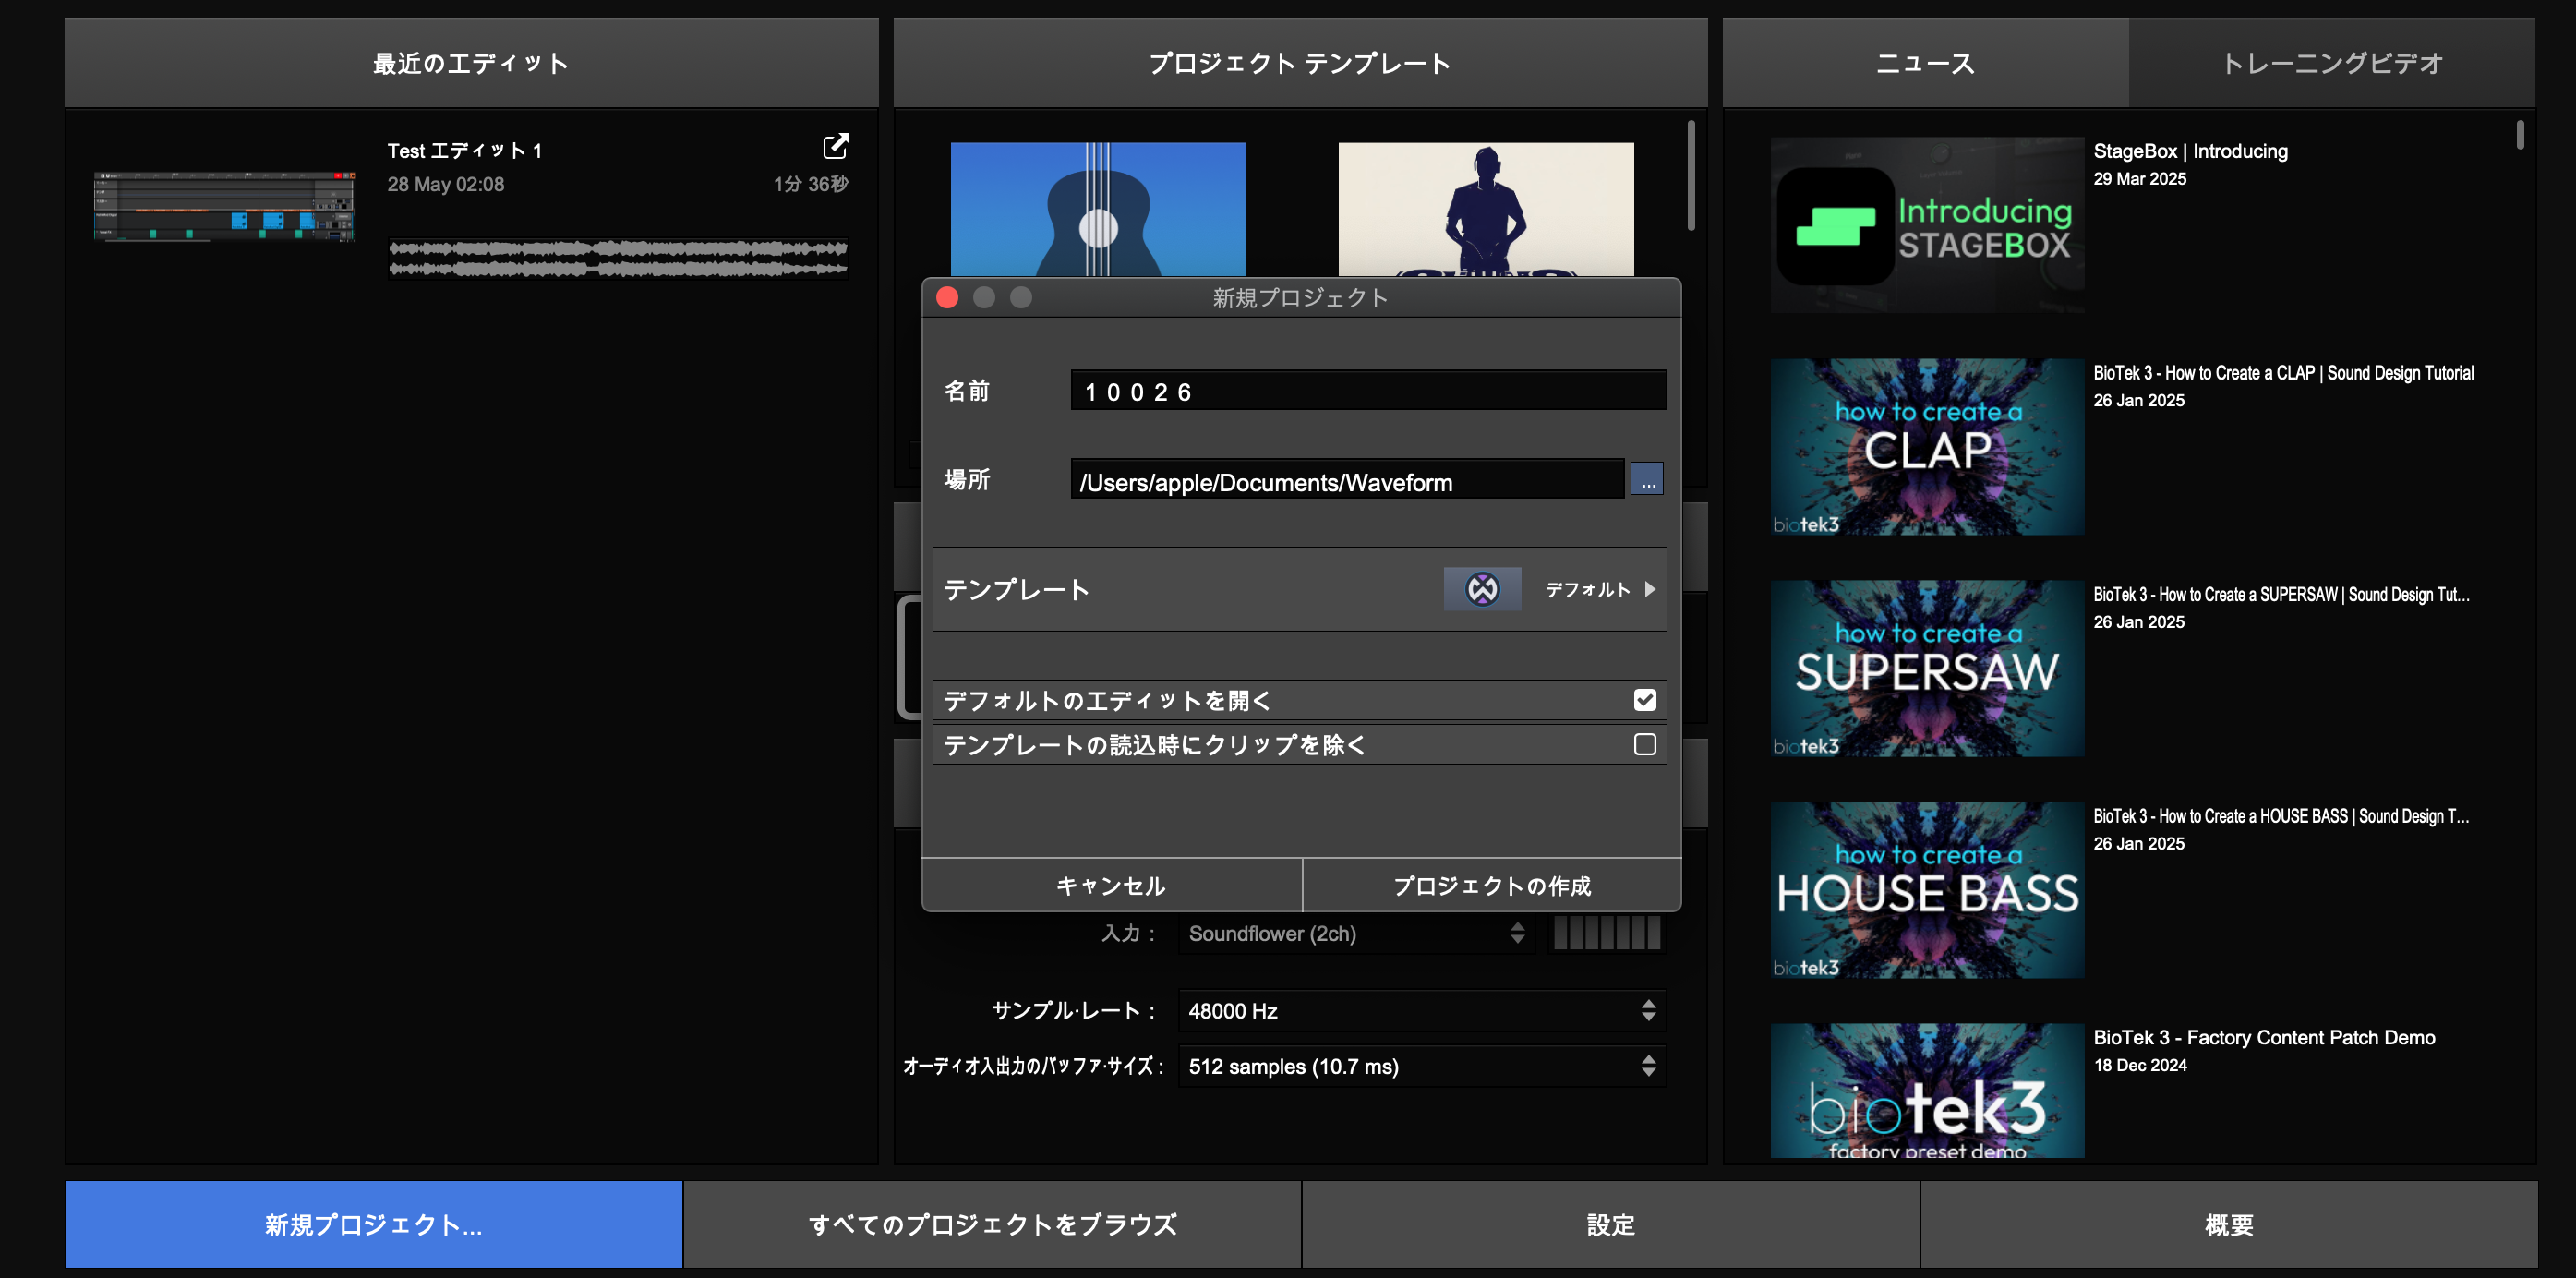 最近のエディット
Test エディット 1
28 May 02:08
1分 36秒
プロジェクト テンプレート
ニュース
トレーニングビデオ
StageBox | Introducing
29 Mar 2025
Introducing
STAGEBOX
BioTek 3 - How to Create a CLAP | Sound Design Tutorial
26 Jan 2025
how to create a
CLAP
biotek3
BioTek 3 - How to Create a SUPERSAW | Sound Design Tut...
26 Jan 2025
how to create a
SUPERSAW
biotek3
BioTek 3 - How to Create a HOUSE BASS | Sound Design T...
26 Jan 2025
how to create a
HOUSE BASS
biotek3
BioTek 3 - Factory Content Patch Demo
18 Dec 2024
biotek3
factory preset demo
新規プロジェクト
名前
10026
場所
/Users/apple/Documents/Waveform
...
テンプレート
デフォルト
デフォルトのエディットを開く
テンプレートの読込時にクリップを除く
キャンセル
プロジェクトの作成
入力 :
Soundflower (2ch)
サンプル·レート :
48000 Hz
オーディオ入出力のバッファ·サイズ :
512 samples (10.7 ms)
新規プロジェクト...
すべてのプロジェクトをブラウズ
設定
概要